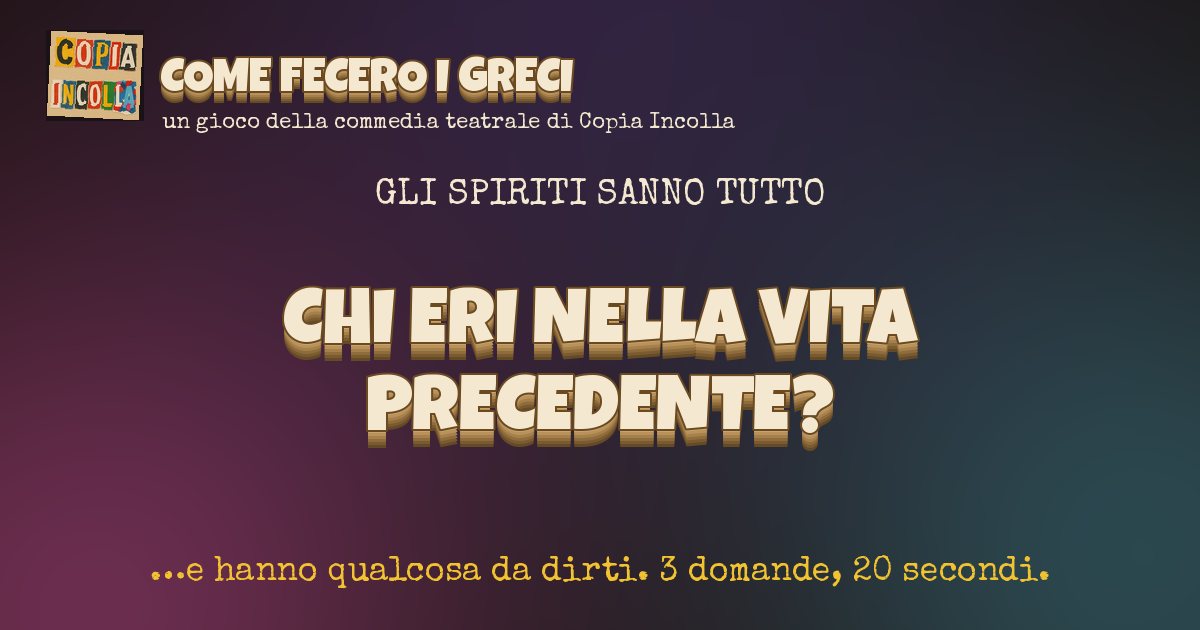 COPIA
INCOLLA
COME FECERO I GRECI
un gioco della commedia teatrale di Copia Incolla
GLI SPIRITI SANNO TUTTO
CHI ERI NELLA VITA
PRECEDENTE?
...e hanno qualcosa da dirti. 3 domande, 20 secondi.